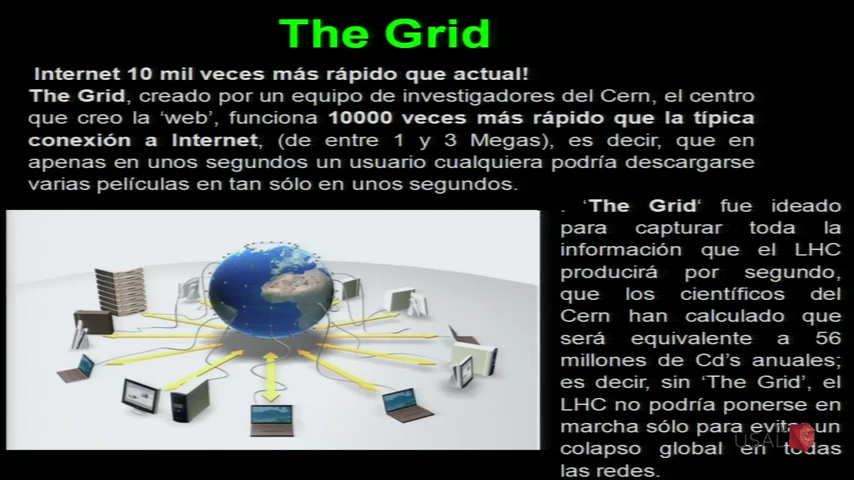 The Grid
Internet 10 mil veces más rápido que actual!
The Grid, creado por un equipo de investigadores del Cern, el centro
que creo la ‘web’, funciona 10000 veces más rápido que la típica
conexión a Internet, (de entre 1 y 3 Megas), es decir, que en
apenas en unos segundos un usuario cualquiera podría descargarse
varias películas en tan sólo en unos segundos.
. ‘The Grid‘ fue ideado
para capturar toda la
información que el LHC
producirá por segundo,
que los científicos del
Cern han calculado que
será equivalente a 56
millones de Cd’s anuales;
es decir, sin ‘The Grid’, el
LHC no podría ponerse en
marcha sólo para evitar un
colapso global en todas
las redes.
USAL